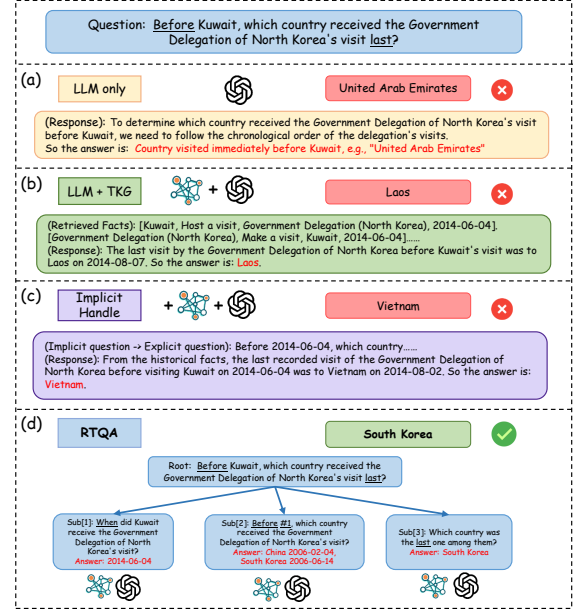 Question: Before Kuwait, which country received the Government
Delegation of North Korea's visit last?
(a)
LLM only
United Arab Emirates
(Response): To determine which country received the Government Delegation of North Korea's visit
before Kuwait, we need to follow the chronological order of the delegation's visits.
So the answer is: Country visited immediately before Kuwait, e.g., "United Arab Emirates"
(b)
LLM + TKG
+
Laos
(Retrieved Facts): [Kuwait, Host a visit, Government Delegation (North Korea), 2014-06-04].
[Government Delegation (North Korea), Make a visit, Kuwait, 2014-06-04]......
(Response): The last visit by the Government Delegation of North Korea before Kuwait's visit was to
Laos on 2014-08-07. So the answer is: Laos.
(c)
Implicit
Handle
+ +
Vietnam
(Implicit question -> Explicit question): Before 2014-06-04, which country......
(Response): From the historical facts, the last recorded visit of the Government Delegation of
North Korea before visiting Kuwait on 2014-06-04 was to Vietnam on 2014-08-02. So the answer is:
Vietnam.
(d)
RTQA
South Korea
Root: Before Kuwait, which country received the
Government Delegation of North Korea's visit last?
Sub[1]: When did Kuwait
receive the Government
Delegation of North
Korea's visit?
Answer: 2014-06-04
Sub[2]: Before #1, which country
received the Government
Delegation of North Korea's visit?
Answer: China 2006-02-04,
South Korea 2006-06-14
Sub[3]: Which country was
the last one among them?
Answer: South Korea